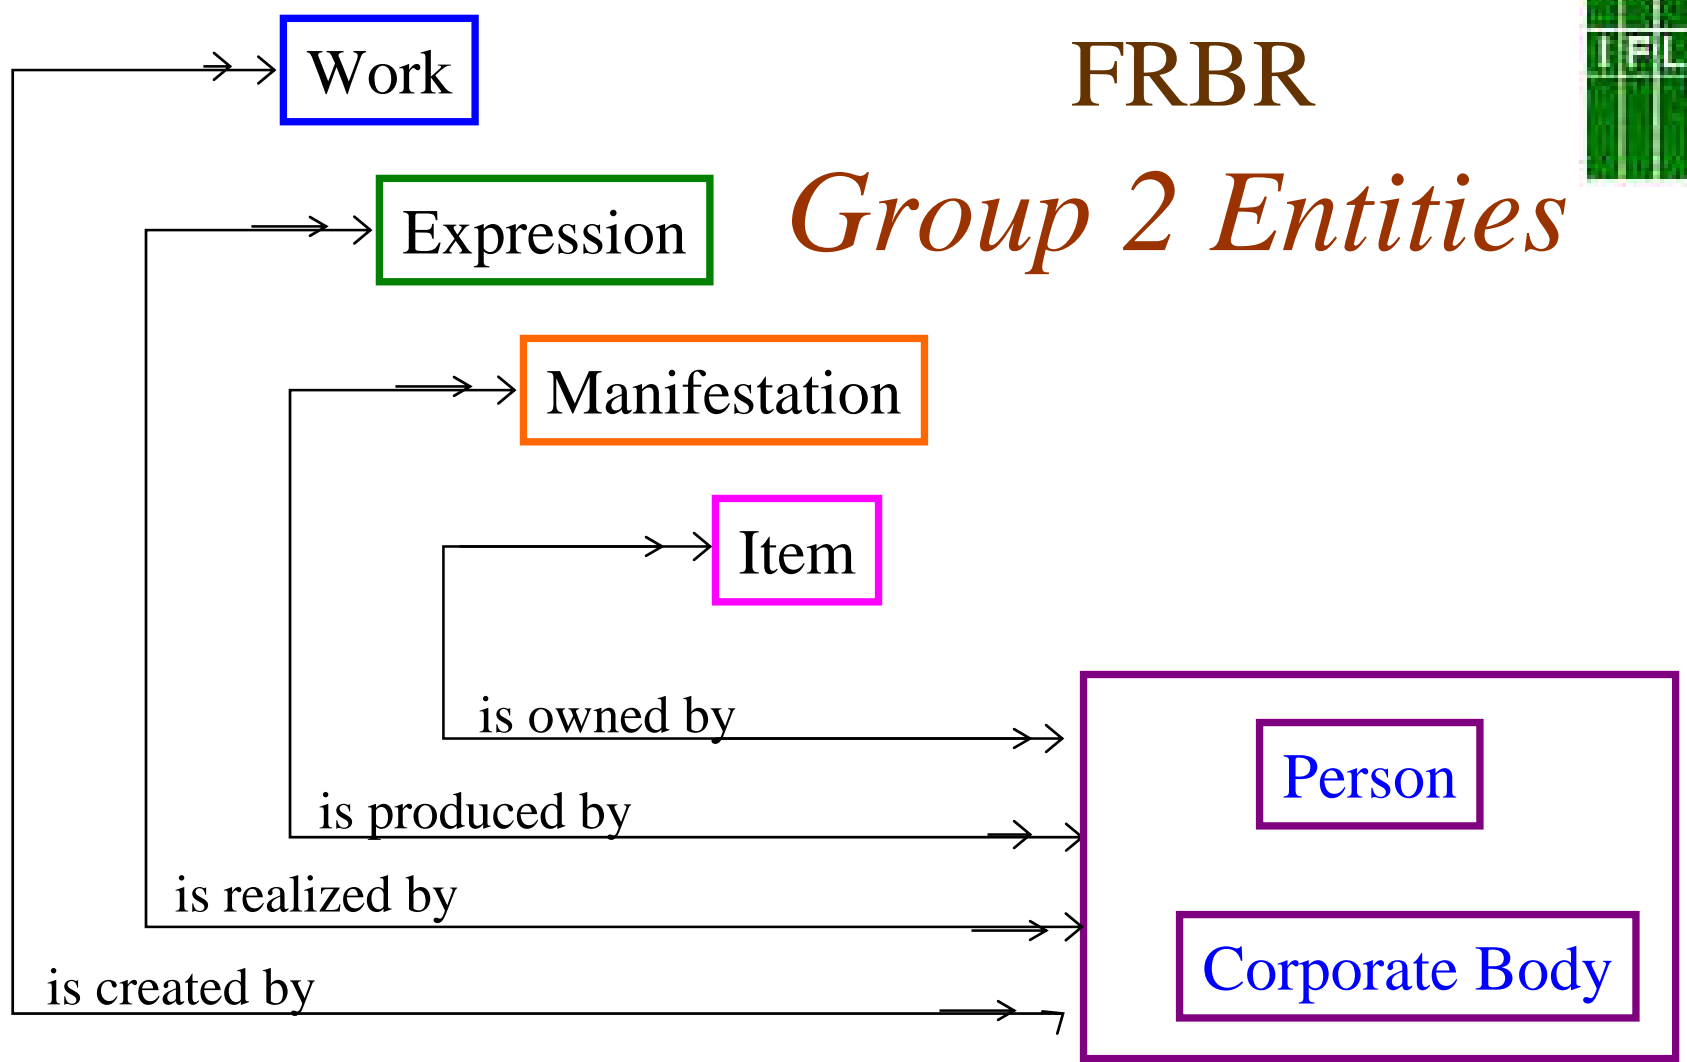 Work
FRBR
Group 2 Entities
Expression
Manifestation
Item
is owned by
Person
is produced by
is realized by
Corporate Body
is created by